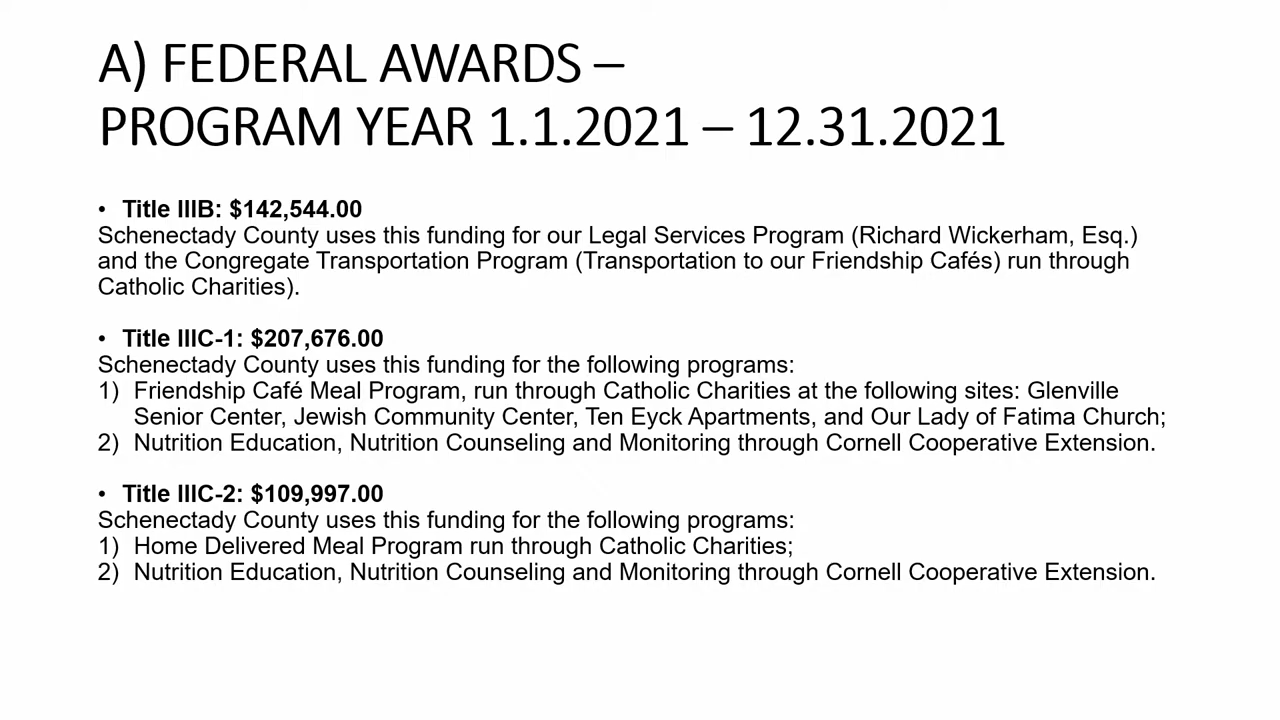 A) FEDERAL AWARDS –
PROGRAM YEAR 1.1.2021 – 12.31.2021
• Title IIIB: $142,544.00
Schenectady County uses this funding for our Legal Services Program (Richard Wickerham, Esq.)
and the Congregate Transportation Program (Transportation to our Friendship Cafés) run through
Catholic Charities).
• Title IIIC-1: $207,676.00
Schenectady County uses this funding for the following programs:
1) Friendship Café Meal Program, run through Catholic Charities at the following sites: Glenville
Senior Center, Jewish Community Center, Ten Eyck Apartments, and Our Lady of Fatima Church;
2) Nutrition Education, Nutrition Counseling and Monitoring through Cornell Cooperative Extension.
• Title IIIC-2: $109,997.00
Schenectady County uses this funding for the following programs:
1) Home Delivered Meal Program run through Catholic Charities;
2) Nutrition Education, Nutrition Counseling and Monitoring through Cornell Cooperative Extension.